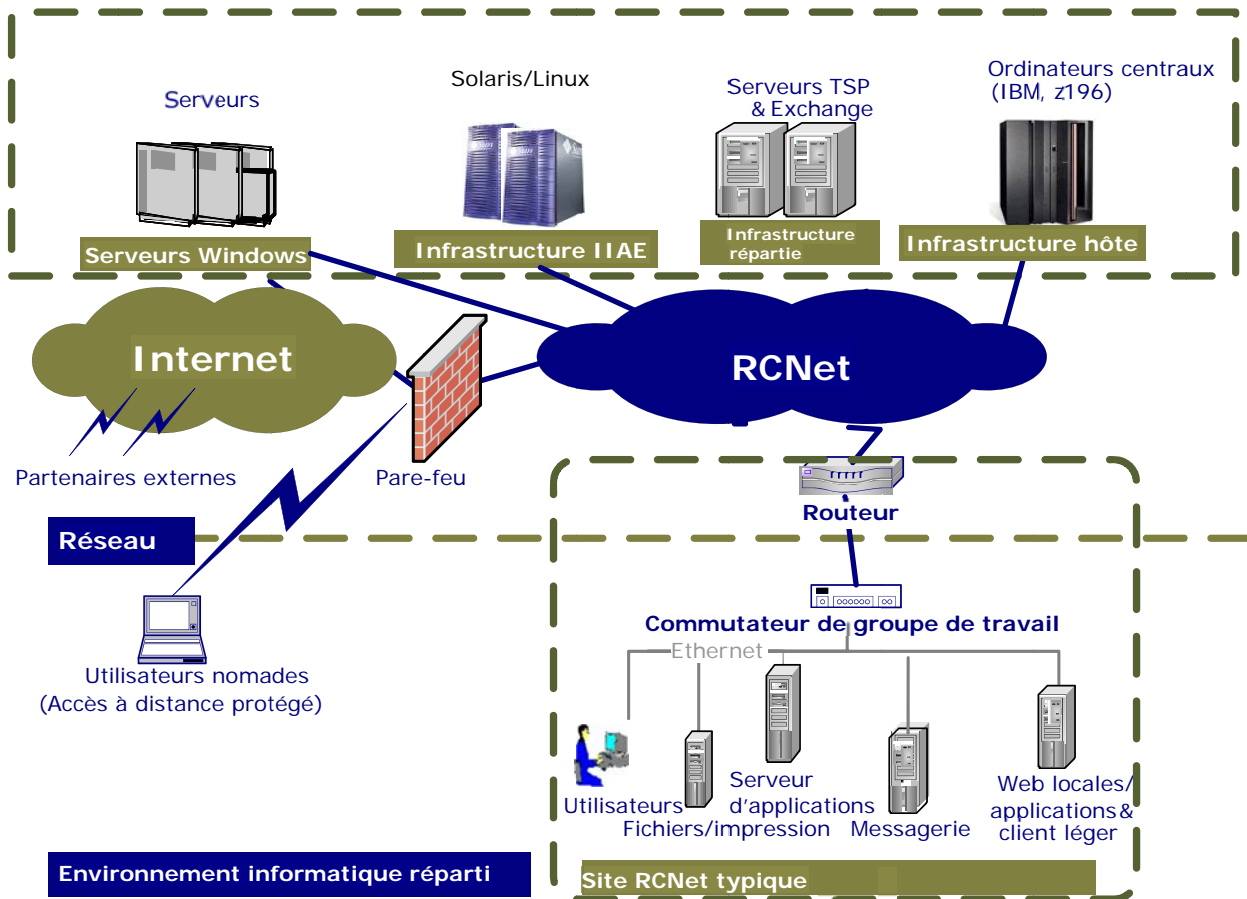 Serveurs
Solaris/Linux
Serveurs TSP
& Exchange
Ordinateurs centraux
(IBM, z196)
Sun
Sun
Serveurs Windows
Infrastructure IIAE
Infrastructure
répartie
Infrastructure hôte
Internet
RCNet
Partenaires externes
Pare-feu
Réseau
Routeur
Commutateur de groupe de travail
Ethernet
Utilisateurs nomades
(Accès à distance protégé)
Utilisateurs
Fichiers/impression
Serveur
d'applications
Messagerie
Web locales/
applications&
client léger
Environnement informatique réparti
Site RCNet typique